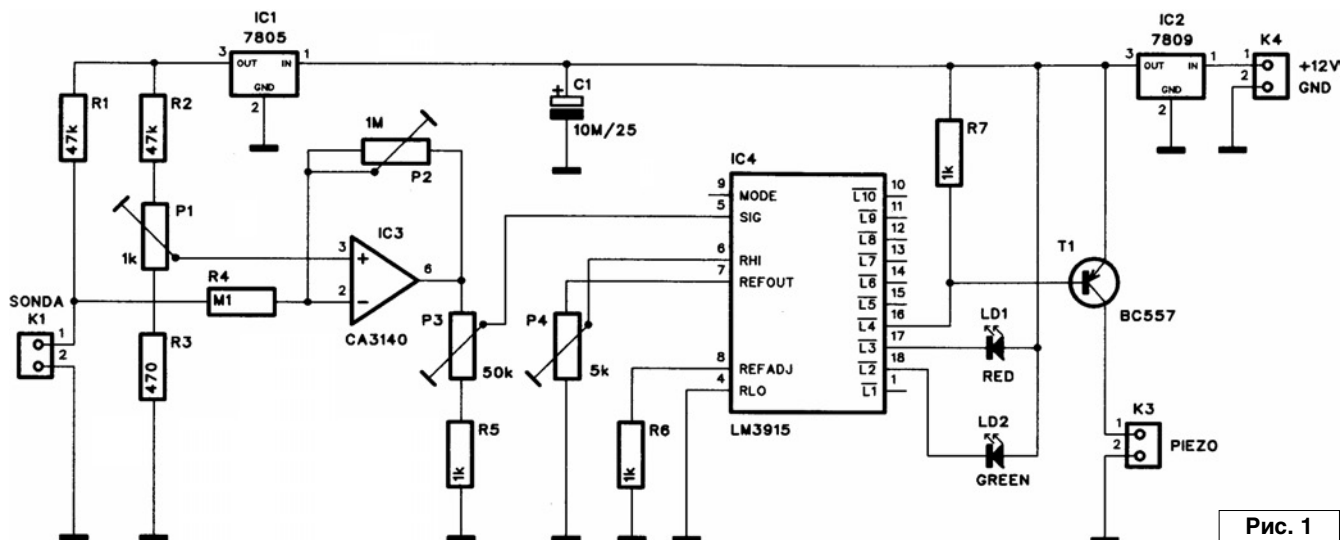 IC1
7805
3 OUT IN 1
GND
2
IC2
7809
3 OUT IN 1
GND
2
K4
1
2
+12V
GND
R1
47k
R2
47k
C1
+
10M/25
1M
P2
R7
1k
IC4
9 MODE
5 SIG
6 RHI
7 REFOUT
8 REFADJ
4 RLO
L10 10
L9 11
L8 12
L7 13
L6 14
L5 15
L4 16
L3 17
L2 18
L1 1
LM3915
P1
1k
IC3
3 +
2 −
6
CA3140
R4
M1
SONDA
K1
1
2
R3
470
P3
50k
P4
5k
R5
1k
R6
1k
T1
BC557
LD1
RED
LD2
GREEN
K3
1
2
PIEZO
Рис. 1